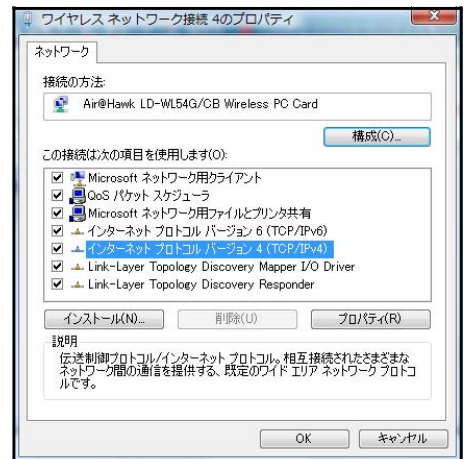 ワイヤレス ネットワーク接続 4のプロパティ
ネットワーク
接続の方法:
Air@Hawk LD-WL54G/CB Wireless PC Card
構成(C)...
この接続は次の項目を使用します(O):
Microsoft ネットワーク用クライアント
QoS パケット スケジューラ
Microsoft ネットワーク用ファイルとプリンタ共有
インターネット プロトコル バージョン 6 (TCP/IPv6)
インターネット プロトコル バージョン 4 (TCP/IPv4)
Link-Layer Topology Discovery Mapper I/O Driver
Link-Layer Topology Discovery Responder
インストール(N)... 削除(U) プロパティ(R)
説明
伝送制御プロトコル/インターネット プロトコル。相互接続されたさまざまな
ネットワーク間の通信を提供する、既定のワイド エリア ネットワーク プロトコ
ルです。
OK キャンセル